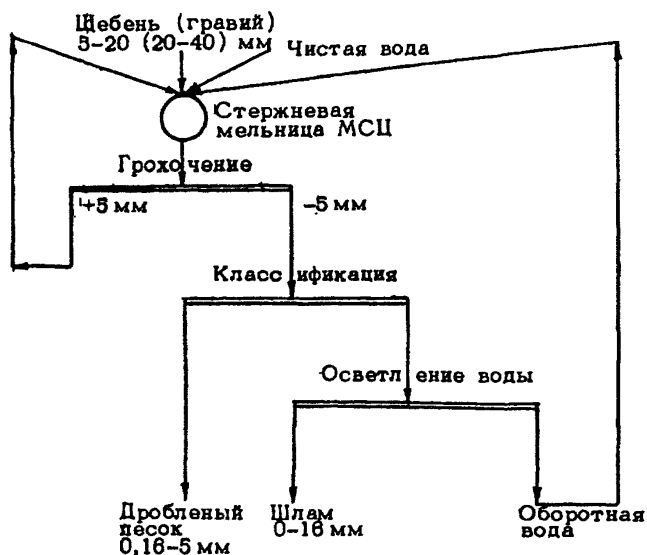 Щебень (гравий)
5-20 (20-40) мм
Чистая вода
Стержневая
мельница МСЦ
Грохочение
+5 мм
-5 мм
Классификация
Осветление воды
Дробленый
песок
0,16-5 мм
Шлам
0-16 мм
Оборотная
вода